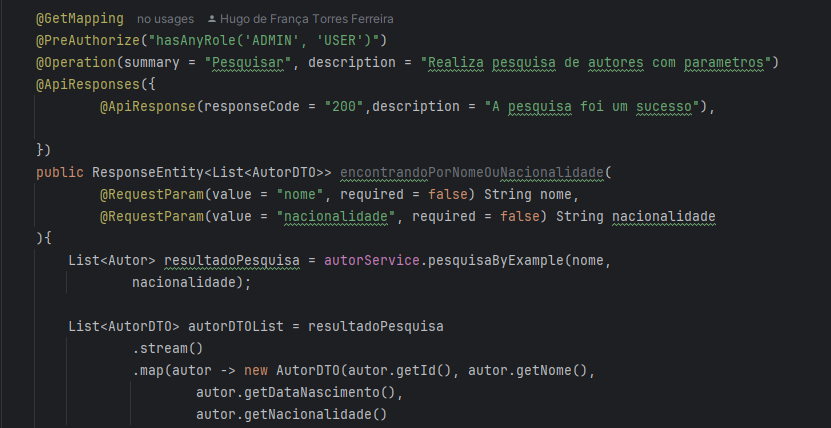 @GetMapping no usages Hugo de França Torres Ferreira
@PreAuthorize("hasAnyRole('ADMIN', 'USER')")
@Operation(summary = "Pesquisar", description = "Realiza pesquisa de autores com parametros")
@ApiResponses({
@ApiResponse(responseCode = "200",description = "A pesquisa foi um sucesso"),
})
public ResponseEntity<List<AutorDTO>> encontrandoPorNomeOuNacionalidade(
@RequestParam(value = "nome", required = false) String nome,
@RequestParam(value = "nacionalidade", required = false) String nacionalidade
){
List<Autor> resultadoPesquisa = autorService.pesquisaByExample(nome,
nacionalidade);
List<AutorDTO> autorDTOList = resultadoPesquisa
.stream()
.map(autor -> new AutorDTO(autor.getId(), autor.getNome(),
autor.getDataNascimento(),
autor.getNacionalidade()